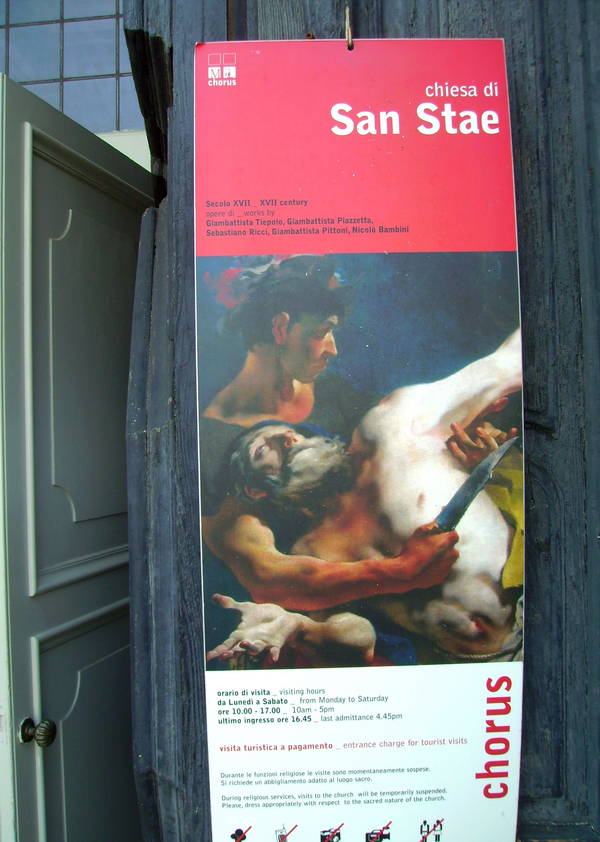 chorus
chiesa di
San Stae
Secolo XVII _ XVII century
opere di _ works by
Giambattista Tiepolo, Giambattista Piazzetta,
Sebastiano Ricci, Giambattista Pittoni, Nicolò Bambini
orario di visita _ visiting hours
da Lunedì a Sabato _ from Monday to Saturday
ore 10.00 - 17.00 _ 10am - 5pm
ultimo ingresso ore 16.45 _ last admittance 4.45pm
visita turistica a pagamento _ entrance charge for tourist visits
Durante le funzioni religiose le visite sono momentaneamente sospese.
Si richiede un abbigliamento adatto al luogo sacro.
During religious services, visits to the church will be temporarily suspended.
Please, dress appropriately with respect to the sacred nature of the church.
chorus